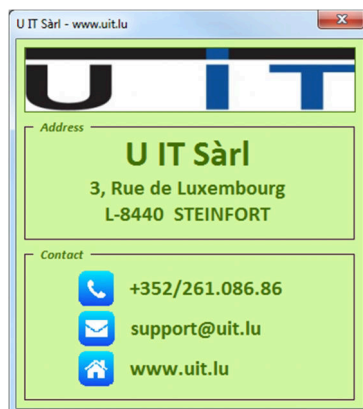 U IT Sàrl - www.uit.lu
U IT
Address
U IT Sàrl
3, Rue de Luxembourg
L-8440 STEINFORT
Contact
+352/261.086.86
support@uit.lu
www.uit.lu